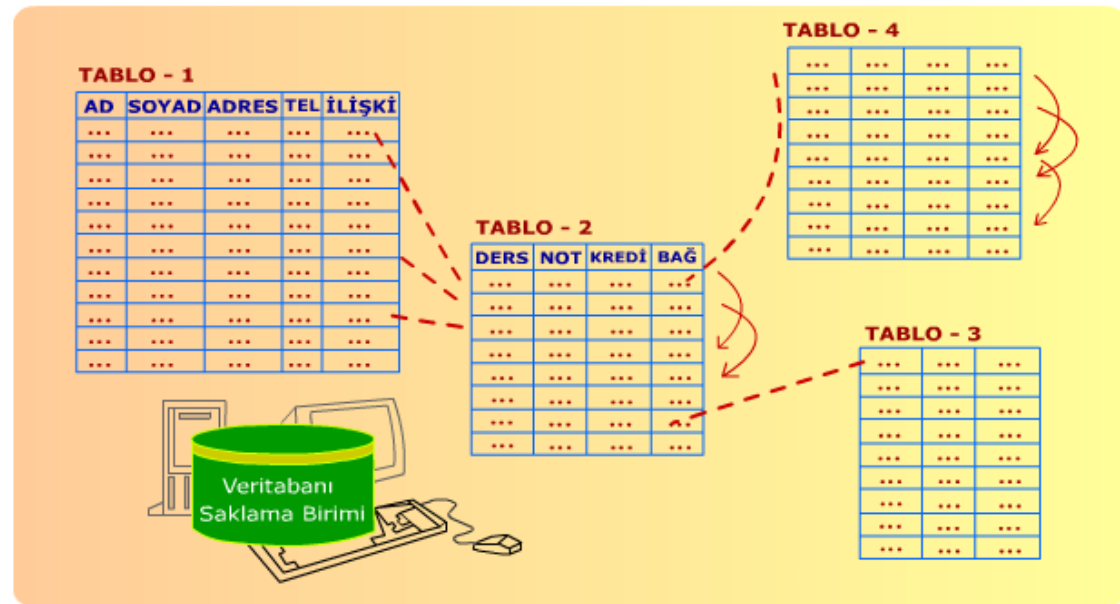 TABLO - 1
AD SOYAD ADRES TEL İLİŞKİ
... ... ... ... ...
... ... ... ... ...
... ... ... ... ...
... ... ... ... ...
... ... ... ... ...
... ... ... ... ...
... ... ... ... ...
... ... ... ... ...
... ... ... ... ...
... ... ... ... ...
... ... ... ... ...
TABLO - 2
DERS NOT KREDİ BAĞ
... ... ... ...
... ... ... ...
... ... ... ...
... ... ... ...
... ... ... ...
... ... ... ...
... ... ... ...
... ... ... ...
TABLO - 4
... ... ... ...
... ... ... ...
... ... ... ...
... ... ... ...
... ... ... ...
... ... ... ...
... ... ... ...
... ... ... ...
... ... ... ...
TABLO - 3
... ... ...
... ... ...
... ... ...
... ... ...
... ... ...
... ... ...
... ... ...
... ... ...
... ... ...
Veritabanı
Saklama Birimi